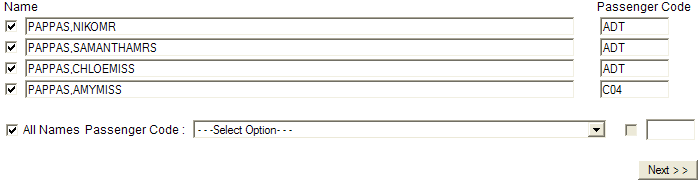 Name Passenger Code
PAPPAS,NIKOMR ADT
PAPPAS,SAMANTHAMRS ADT
PAPPAS,CHLOEMISS ADT
PAPPAS,AMYMISS C04
All Names Passenger Code : - - -Select Option- - -
Next > >